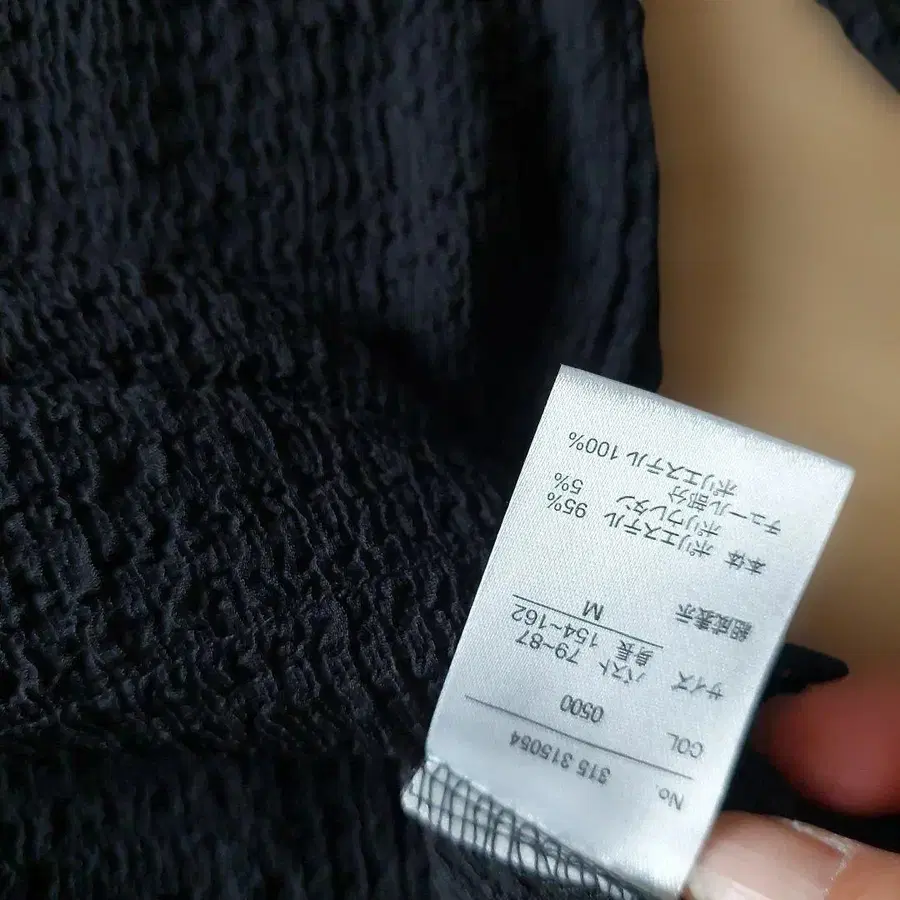 No. 315 315054
COL 0500
サイズ バスト 79~87
身長 154~162
M
組成表示
本体 ポリエステル 95%
ポリウレタン 5%
チュール部分
ポリエステル 100%